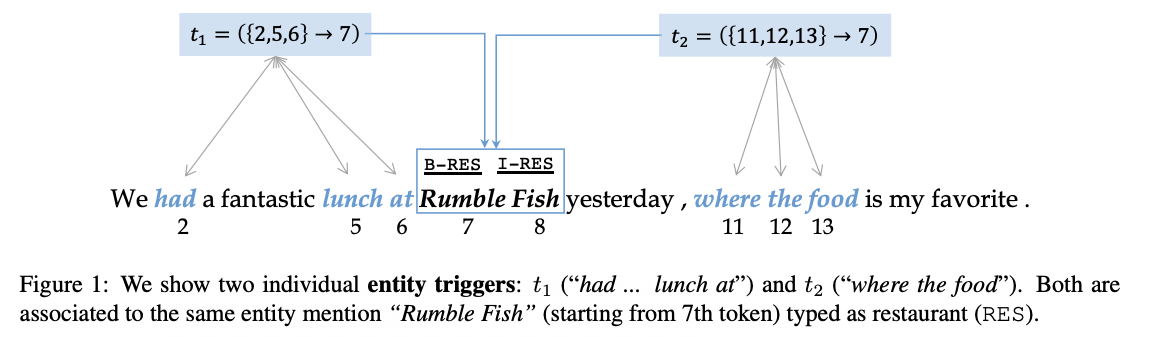 t₁ = ({2,5,6} → 7) t₂ = ({11,12,13} → 7)
B-RES I-RES
We had a fantastic lunch at Rumble Fish yesterday , where the food is my favorite .
2 5 6 7 8 11 12 13
Figure 1: We show two individual entity triggers: t₁ (“had ... lunch at”) and t₂ (“where the food”). Both are
associated to the same entity mention “Rumble Fish” (starting from 7th token) typed as restaurant (RES).